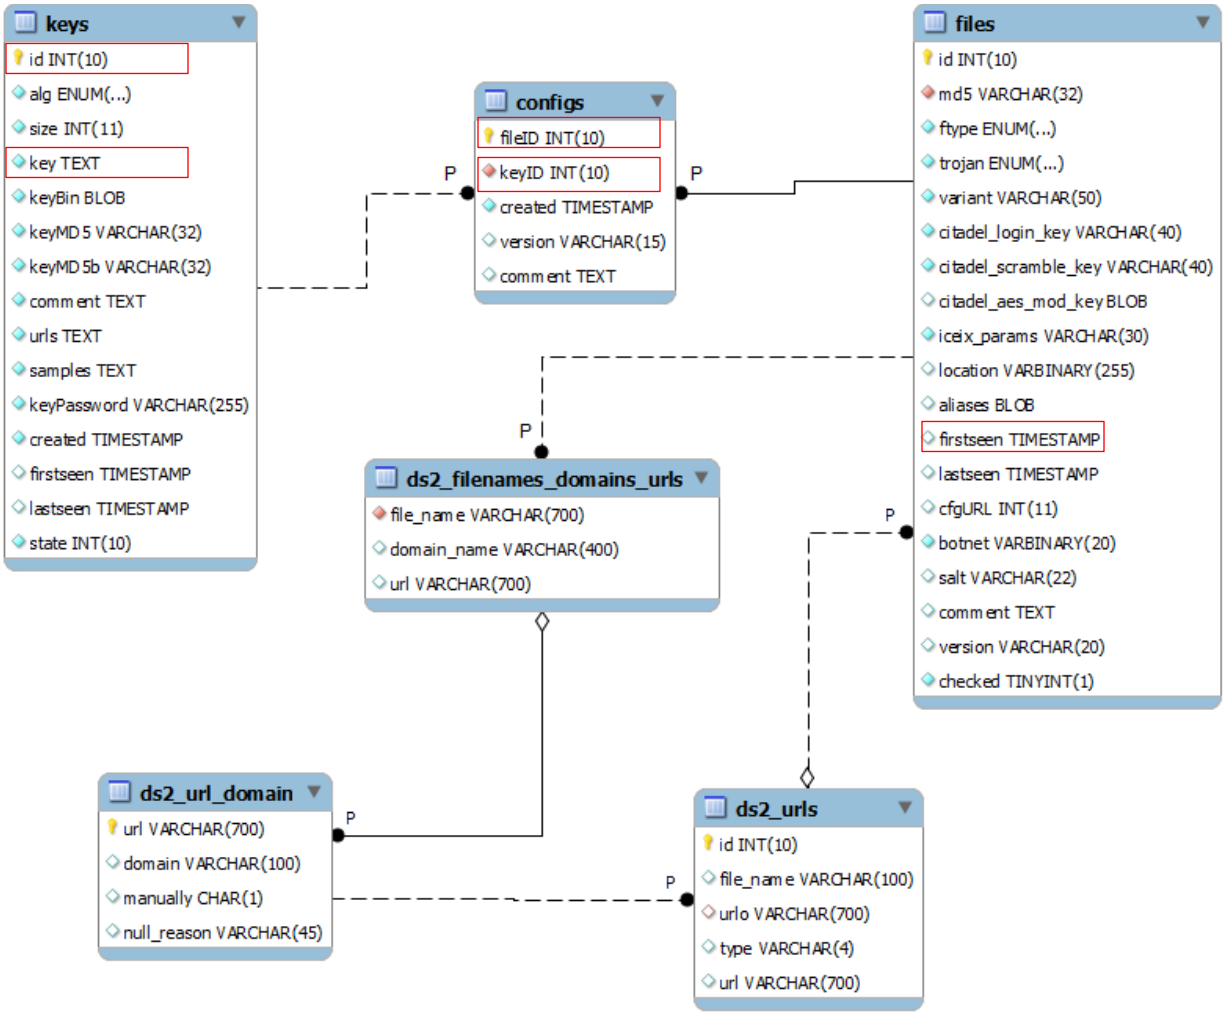 keys
id INT(10)
alg ENUM(...)
size INT(11)
key TEXT
keyBin BLOB
keyMD5 VARCHAR(32)
keyMD5b VARCHAR(32)
comment TEXT
urls TEXT
samples TEXT
keyPassword VARCHAR(255)
created TIMESTAMP
firstseen TIMESTAMP
lastseen TIMESTAMP
state INT(10)
configs
fileID INT(10)
keyID INT(10)
created TIMESTAMP
version VARCHAR(15)
comment TEXT
P
P
files
id INT(10)
md5 VARCHAR(32)
ftype ENUM(...)
trojan ENUM(...)
variant VARCHAR(50)
citadel_login_key VARCHAR(40)
citadel_scramble_key VARCHAR(40)
citadel_aes_mod_key BLOB
iceix_params VARCHAR(30)
location VARBINARY(255)
aliases BLOB
firstseen TIMESTAMP
lastseen TIMESTAMP
cfgURL INT(11)
botnet VARBINARY(20)
salt VARCHAR(22)
comment TEXT
version VARCHAR(20)
checked TINYINT(1)
P
P
ds2_filenames_domains_urls
file_name VARCHAR(700)
domain_name VARCHAR(400)
url VARCHAR(700)
ds2_url_domain
url VARCHAR(700)
domain VARCHAR(100)
manually CHAR(1)
null_reason VARCHAR(45)
P
P
ds2_urls
id INT(10)
file_name VARCHAR(100)
urlo VARCHAR(700)
type VARCHAR(4)
url VARCHAR(700)